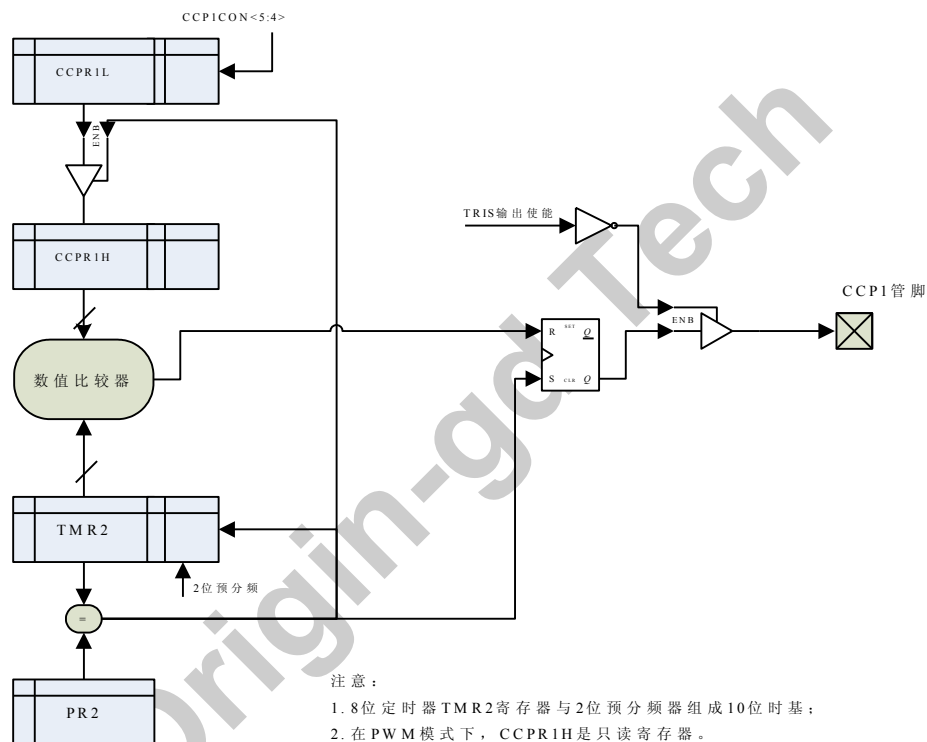 CCP1CON<5:4>
CCPR1L
ENB
CCPR1H
TRIS输出使能
CCP1管脚
ENB
R SET Q
S CLR Q
数值比较器
TMR2
2位预分频
=
PR2
注意：
1. 8位定时器TMR2寄存器与2位预分频器组成10位时基；
2. 在PWM模式下，CCPR1H是只读寄存器。
Origin-gd Tech